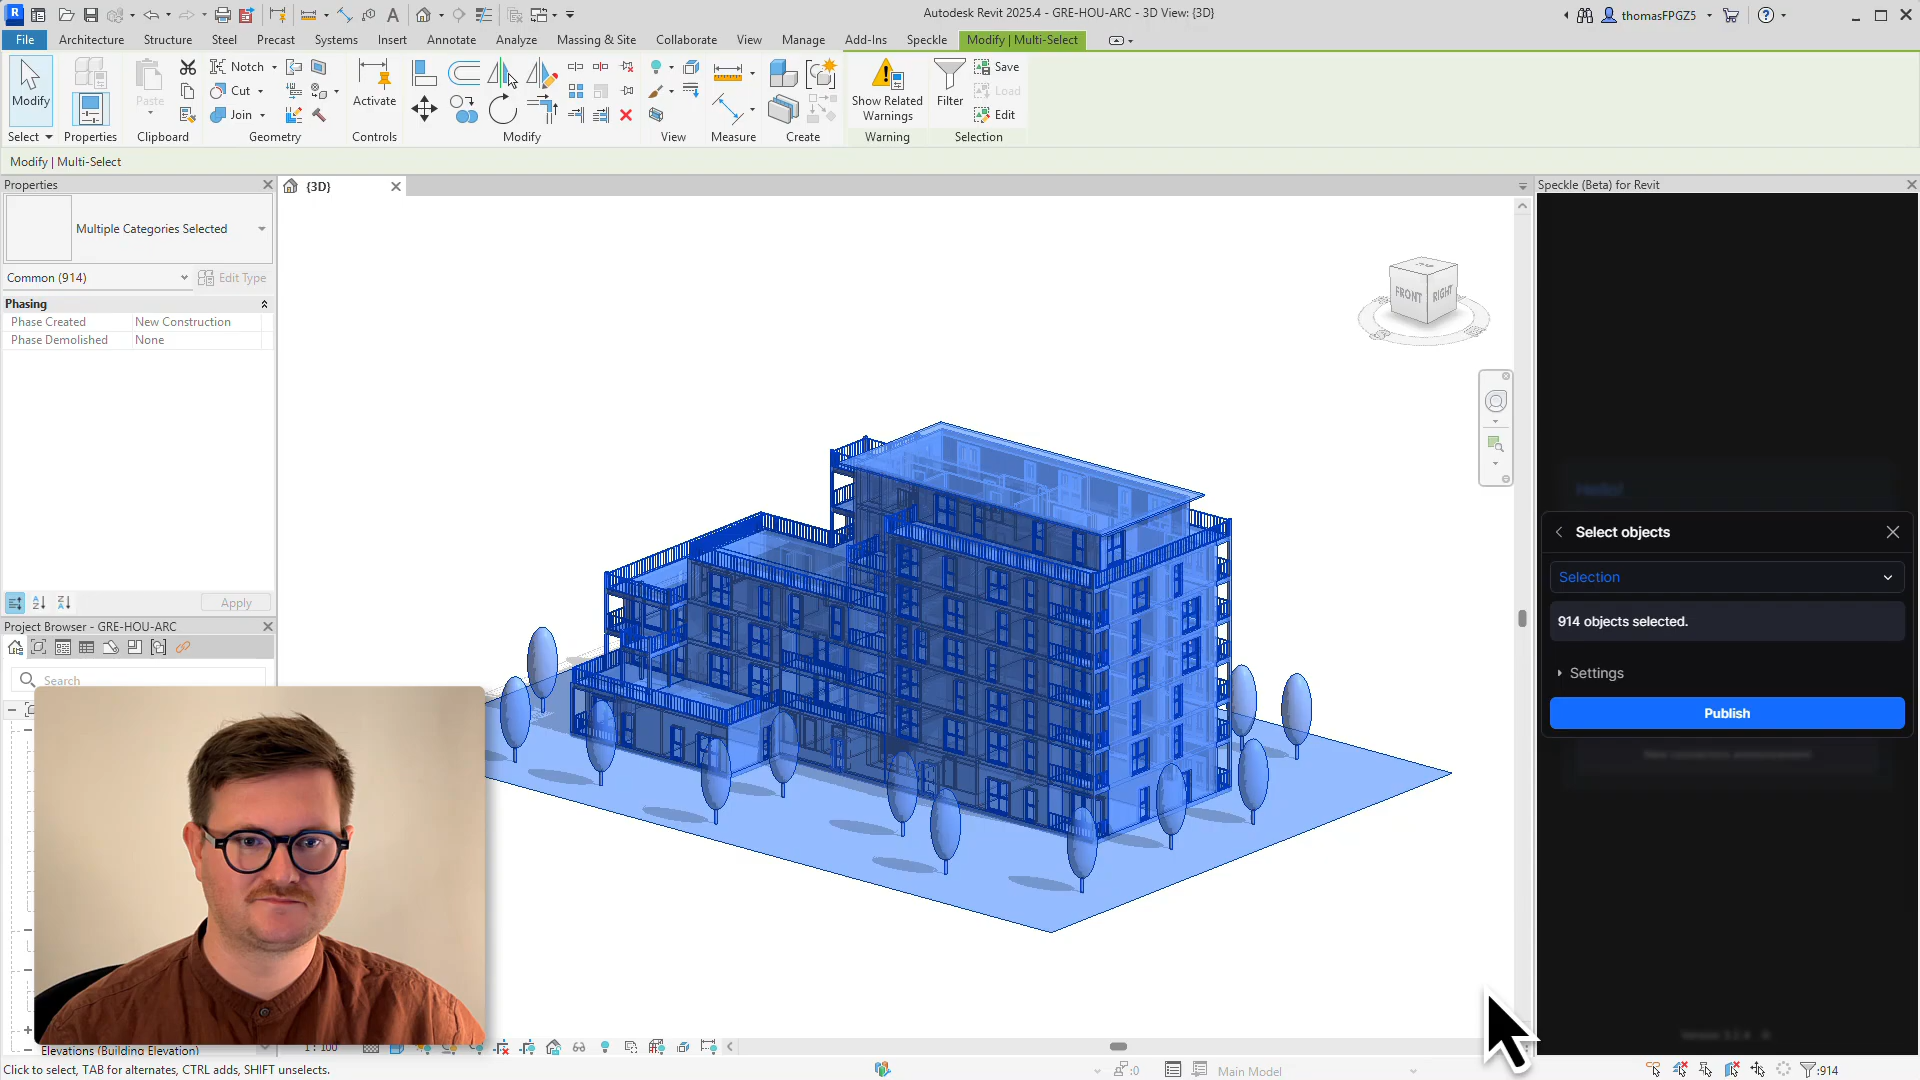 Autodesk Revit 2025.4 - GRE-HOU-ARC - 3D View: {3D}
thomasFPGZ5
File Architecture Structure Steel Precast Systems Insert Annotate Analyze Massing & Site Collaborate View Manage Add-Ins Speckle Modify | Multi-Select
Modify
Paste
Notch
Cut
Join
Activate
Show Related Warnings
Filter
Save
Load
Edit
Select Properties Clipboard Geometry Controls Modify View Measure Create Warning Selection
Modify | Multi-Select
Properties
{3D}
Speckle (Beta) for Revit
Multiple Categories Selected
Common (914)
Edit Type
Phasing
Phase Created New Construction
Phase Demolished None
FRONT
RIGHT
Hello!
Select objects
Selection
914 objects selected.
Settings
Publish
Apply
Project Browser - GRE-HOU-ARC
Search
Elevations (Building Elevation)
1 : 100
Click to select, TAB for alternates, CTRL adds, SHIFT unselects.
:0
Main Model
:914